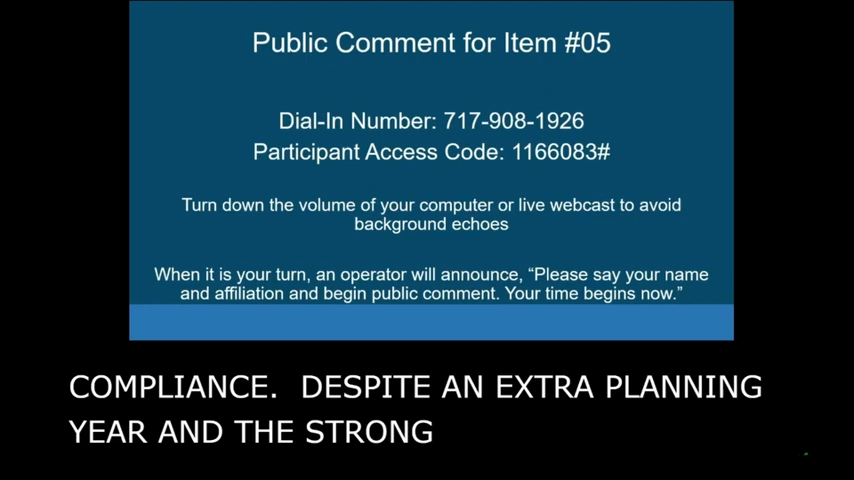 Public Comment for Item #05
Dial-In Number: 717-908-1926
Participant Access Code: 1166083#
Turn down the volume of your computer or live webcast to avoid
background echoes
When it is your turn, an operator will announce, “Please say your name
and affiliation and begin public comment. Your time begins now.”
COMPLIANCE.  DESPITE AN EXTRA PLANNING
YEAR AND THE STRONG